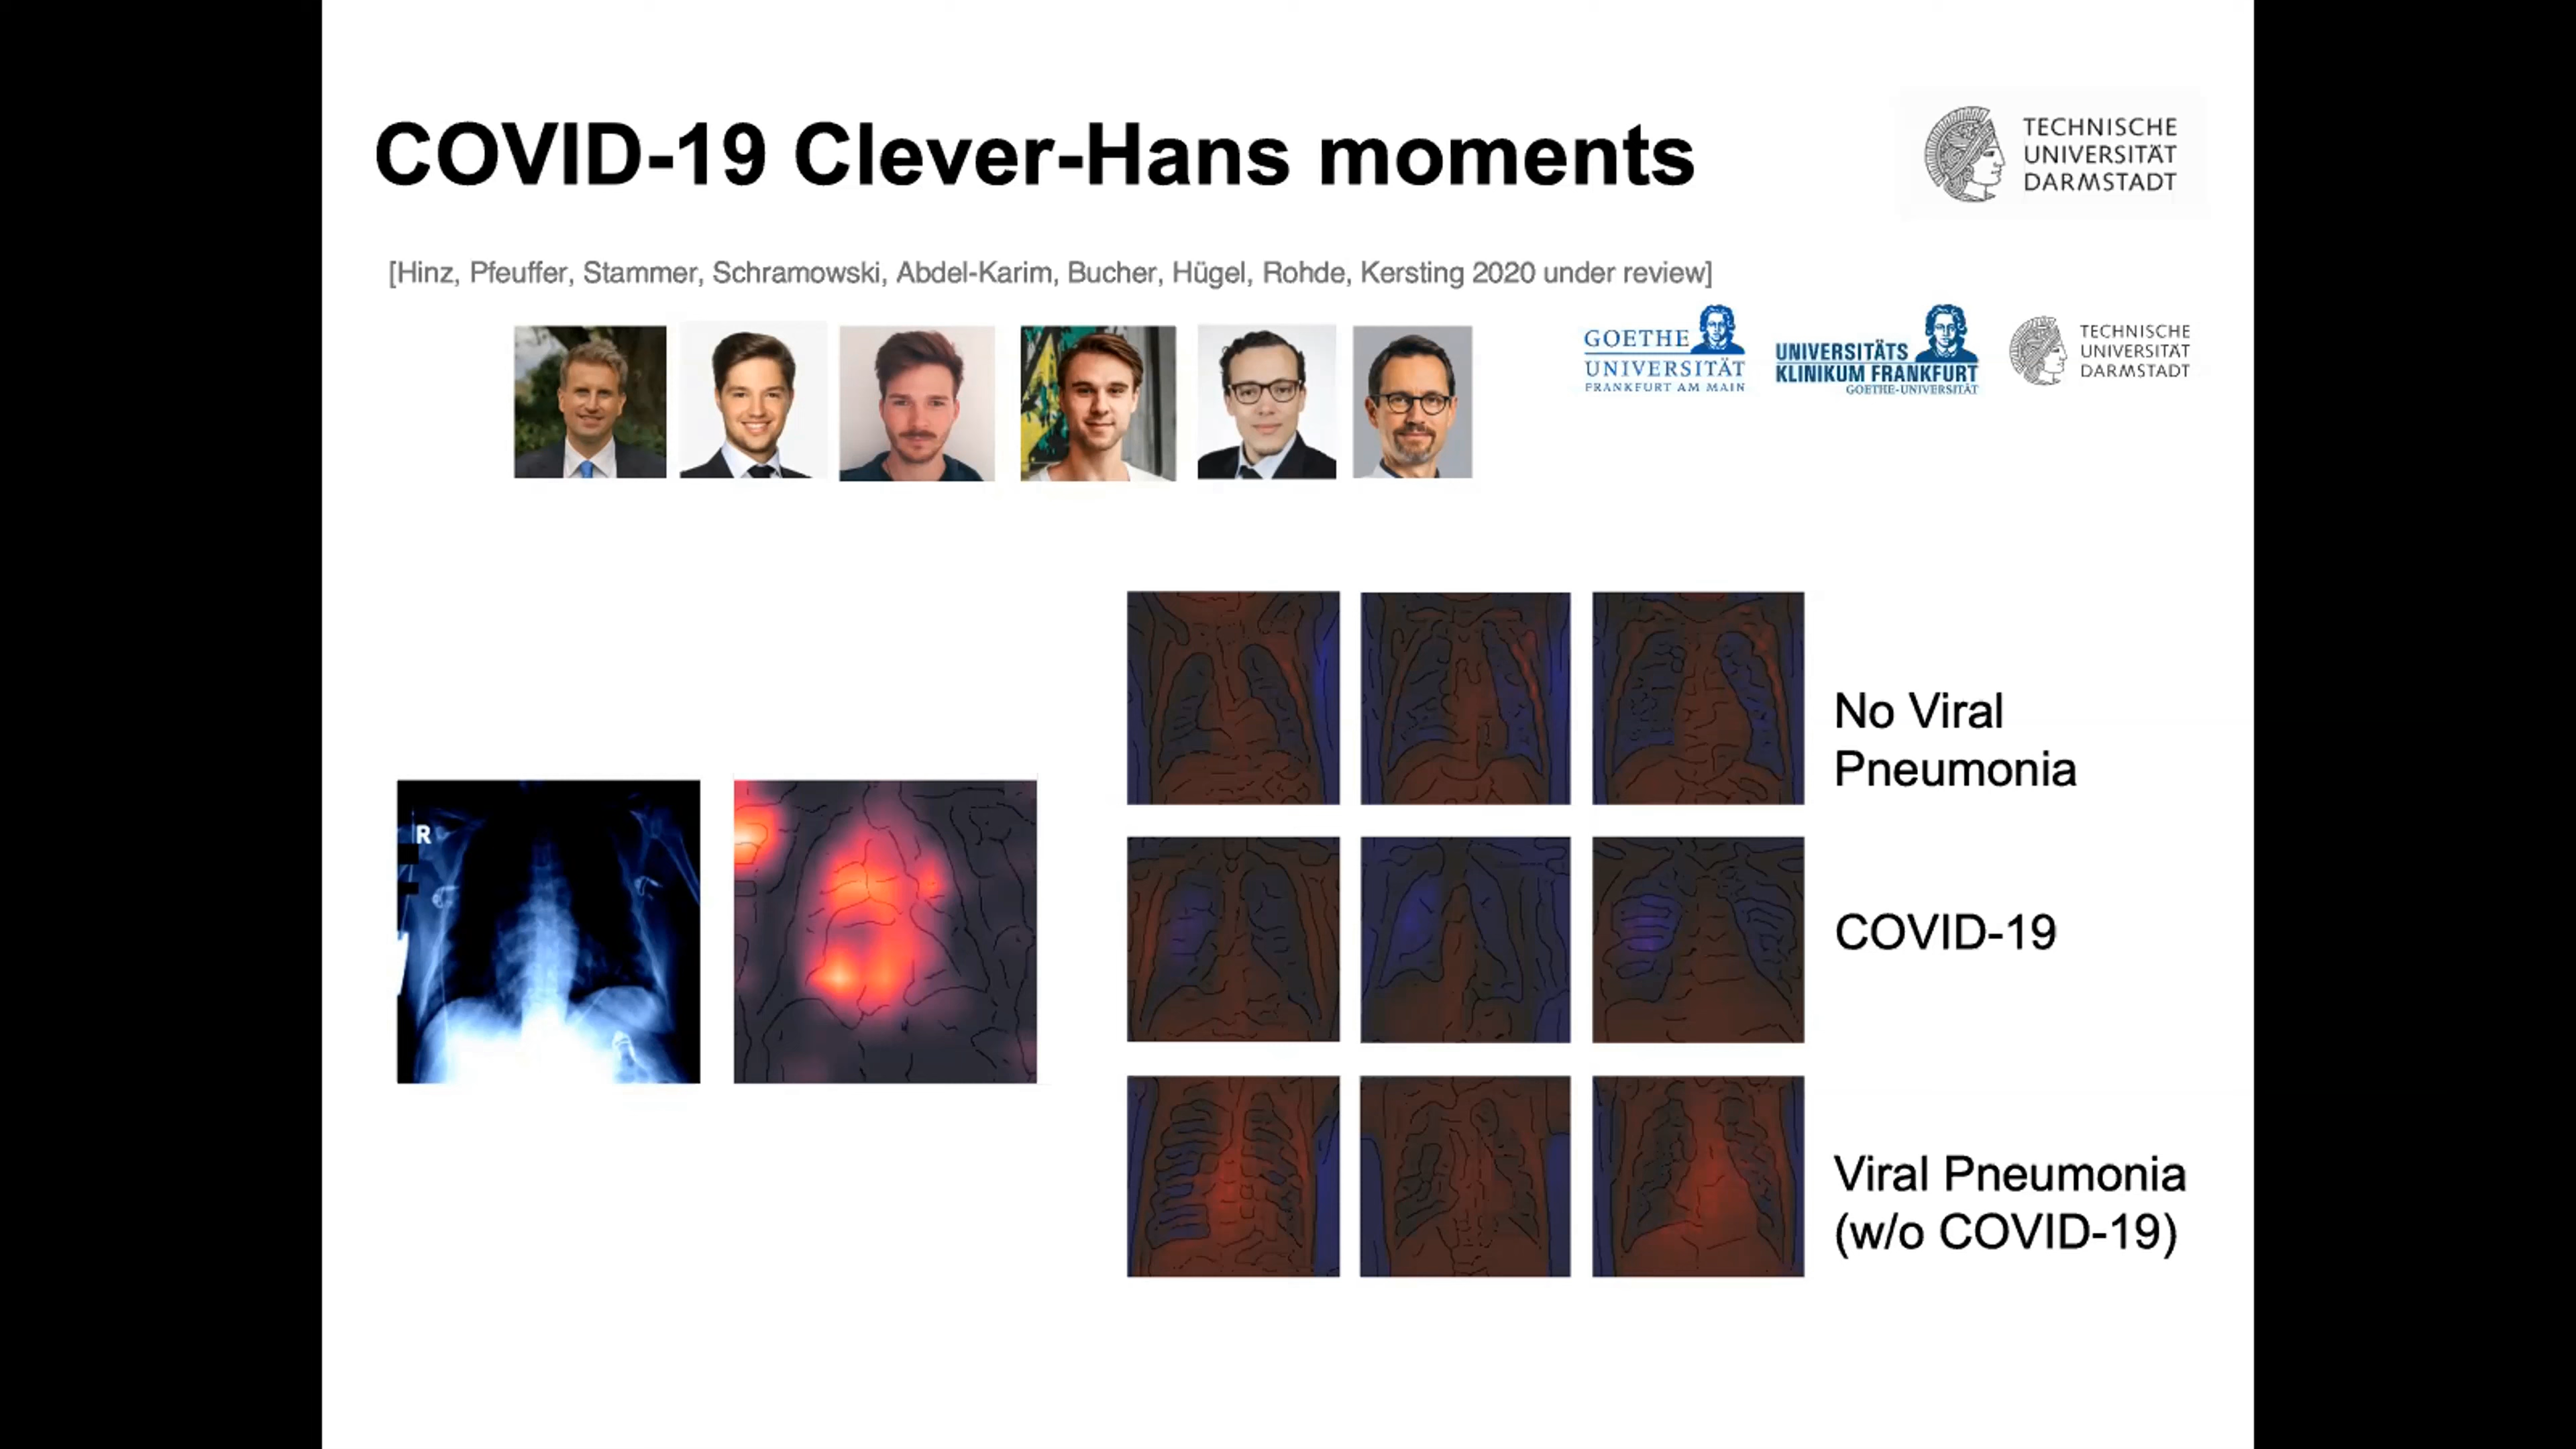 COVID-19 Clever-Hans moments
TECHNISCHE
UNIVERSITÄT
DARMSTADT
[Hinz, Pfeuffer, Stammer, Schramowski, Abdel-Karim, Bucher, Hügel, Rohde, Kersting 2020 under review]
GOETHE
UNIVERSITÄT
FRANKFURT AM MAIN
UNIVERSITÄTS
KLINIKUM FRANKFURT
GOETHE-UNIVERSITÄT
TECHNISCHE
UNIVERSITÄT
DARMSTADT
No Viral
Pneumonia
R
COVID-19
Viral Pneumonia
(w/o COVID-19)